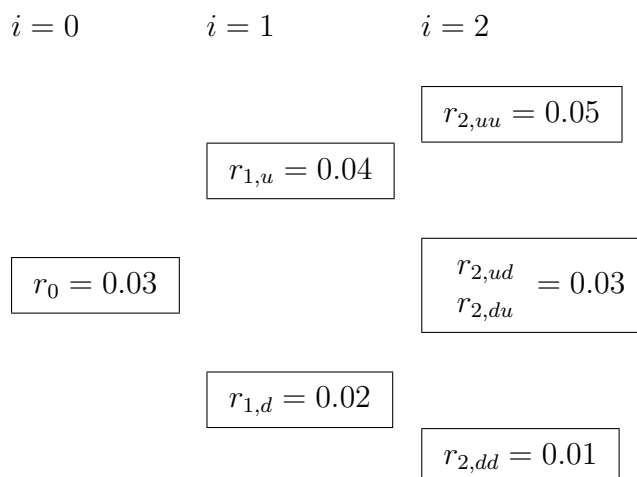 i = 0
i = 1
i = 2
r_{2,uu} = 0.05
r_{1,u} = 0.04
r_0 = 0.03
r_{2,ud}
r_{2,du} = 0.03
r_{1,d} = 0.02
r_{2,dd} = 0.01